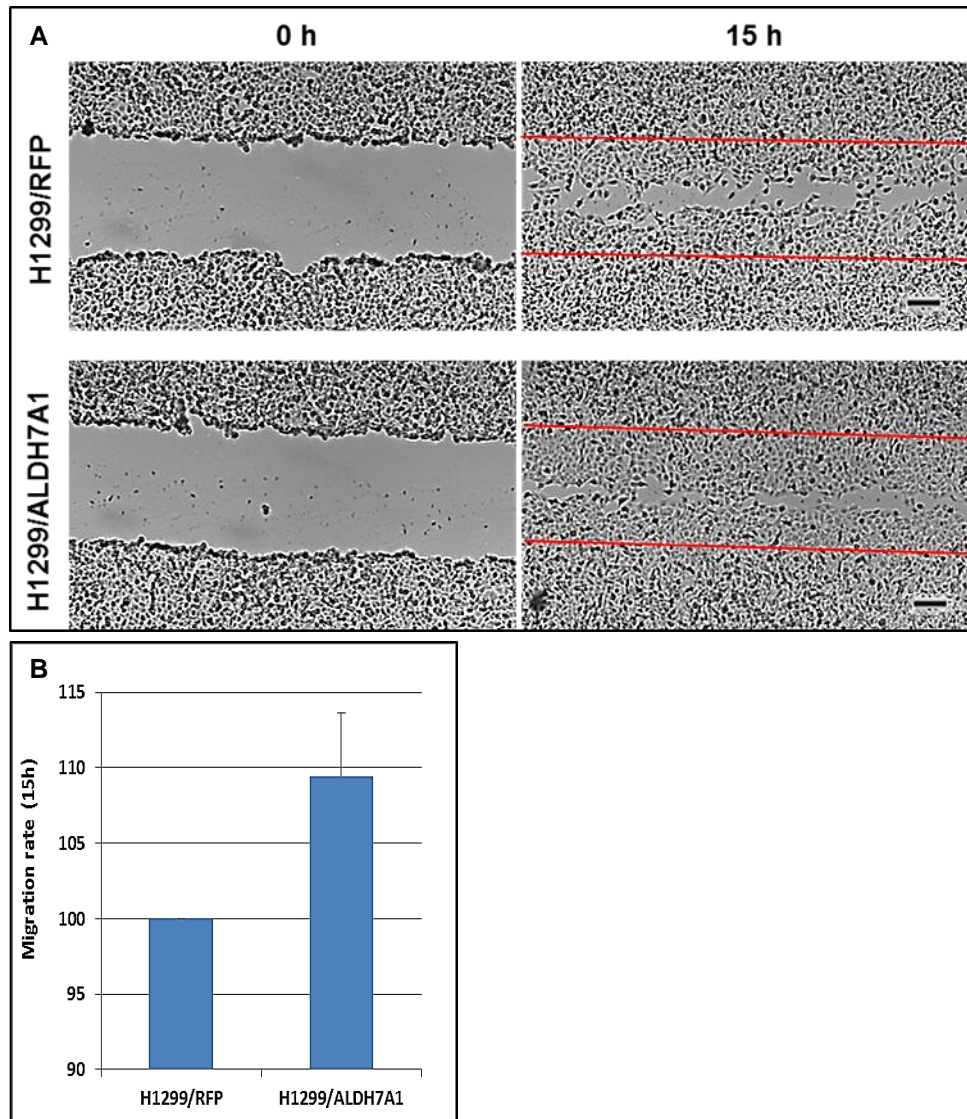 A
0 h
15 h
H1299/RFP
H1299/ALDH7A1
B
Migration rate (15h)
115
110
105
100
95
90
H1299/RFP
H1299/ALDH7A1